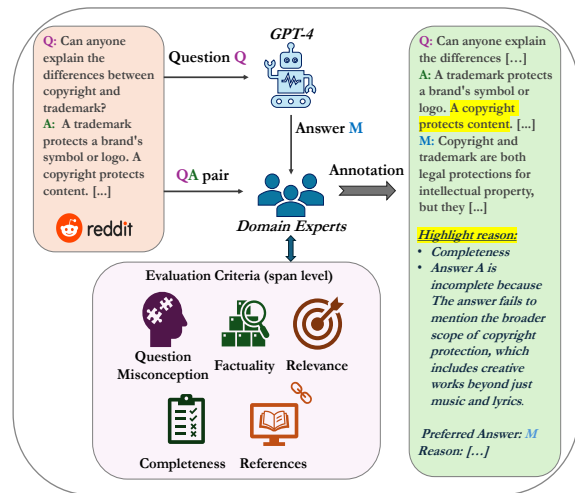 Q: Can anyone
explain the
differences between
copyright and
trademark?
A: A trademark
protects a brand's
symbol or logo. A
copyright protects
content. [...]
reddit
Question Q
QA pair
GPT-4
Answer M
Domain Experts
Annotation
Evaluation Criteria (span level)
Question
Misconception
Factuality
Relevance
Completeness
References
Q: Can anyone explain
the differences [...]
A: A trademark protects
a brand's symbol or
logo. A copyright
protects content. [...]
M: Copyright and
trademark are both
legal protections for
intellectual property,
but they [...]
Highlight reason:
• Completeness
• Answer A is
incomplete because
The answer fails to
mention the broader
scope of copyright
protection, which
includes creative
works beyond just
music and lyrics.
Preferred Answer: M
Reason: [...]